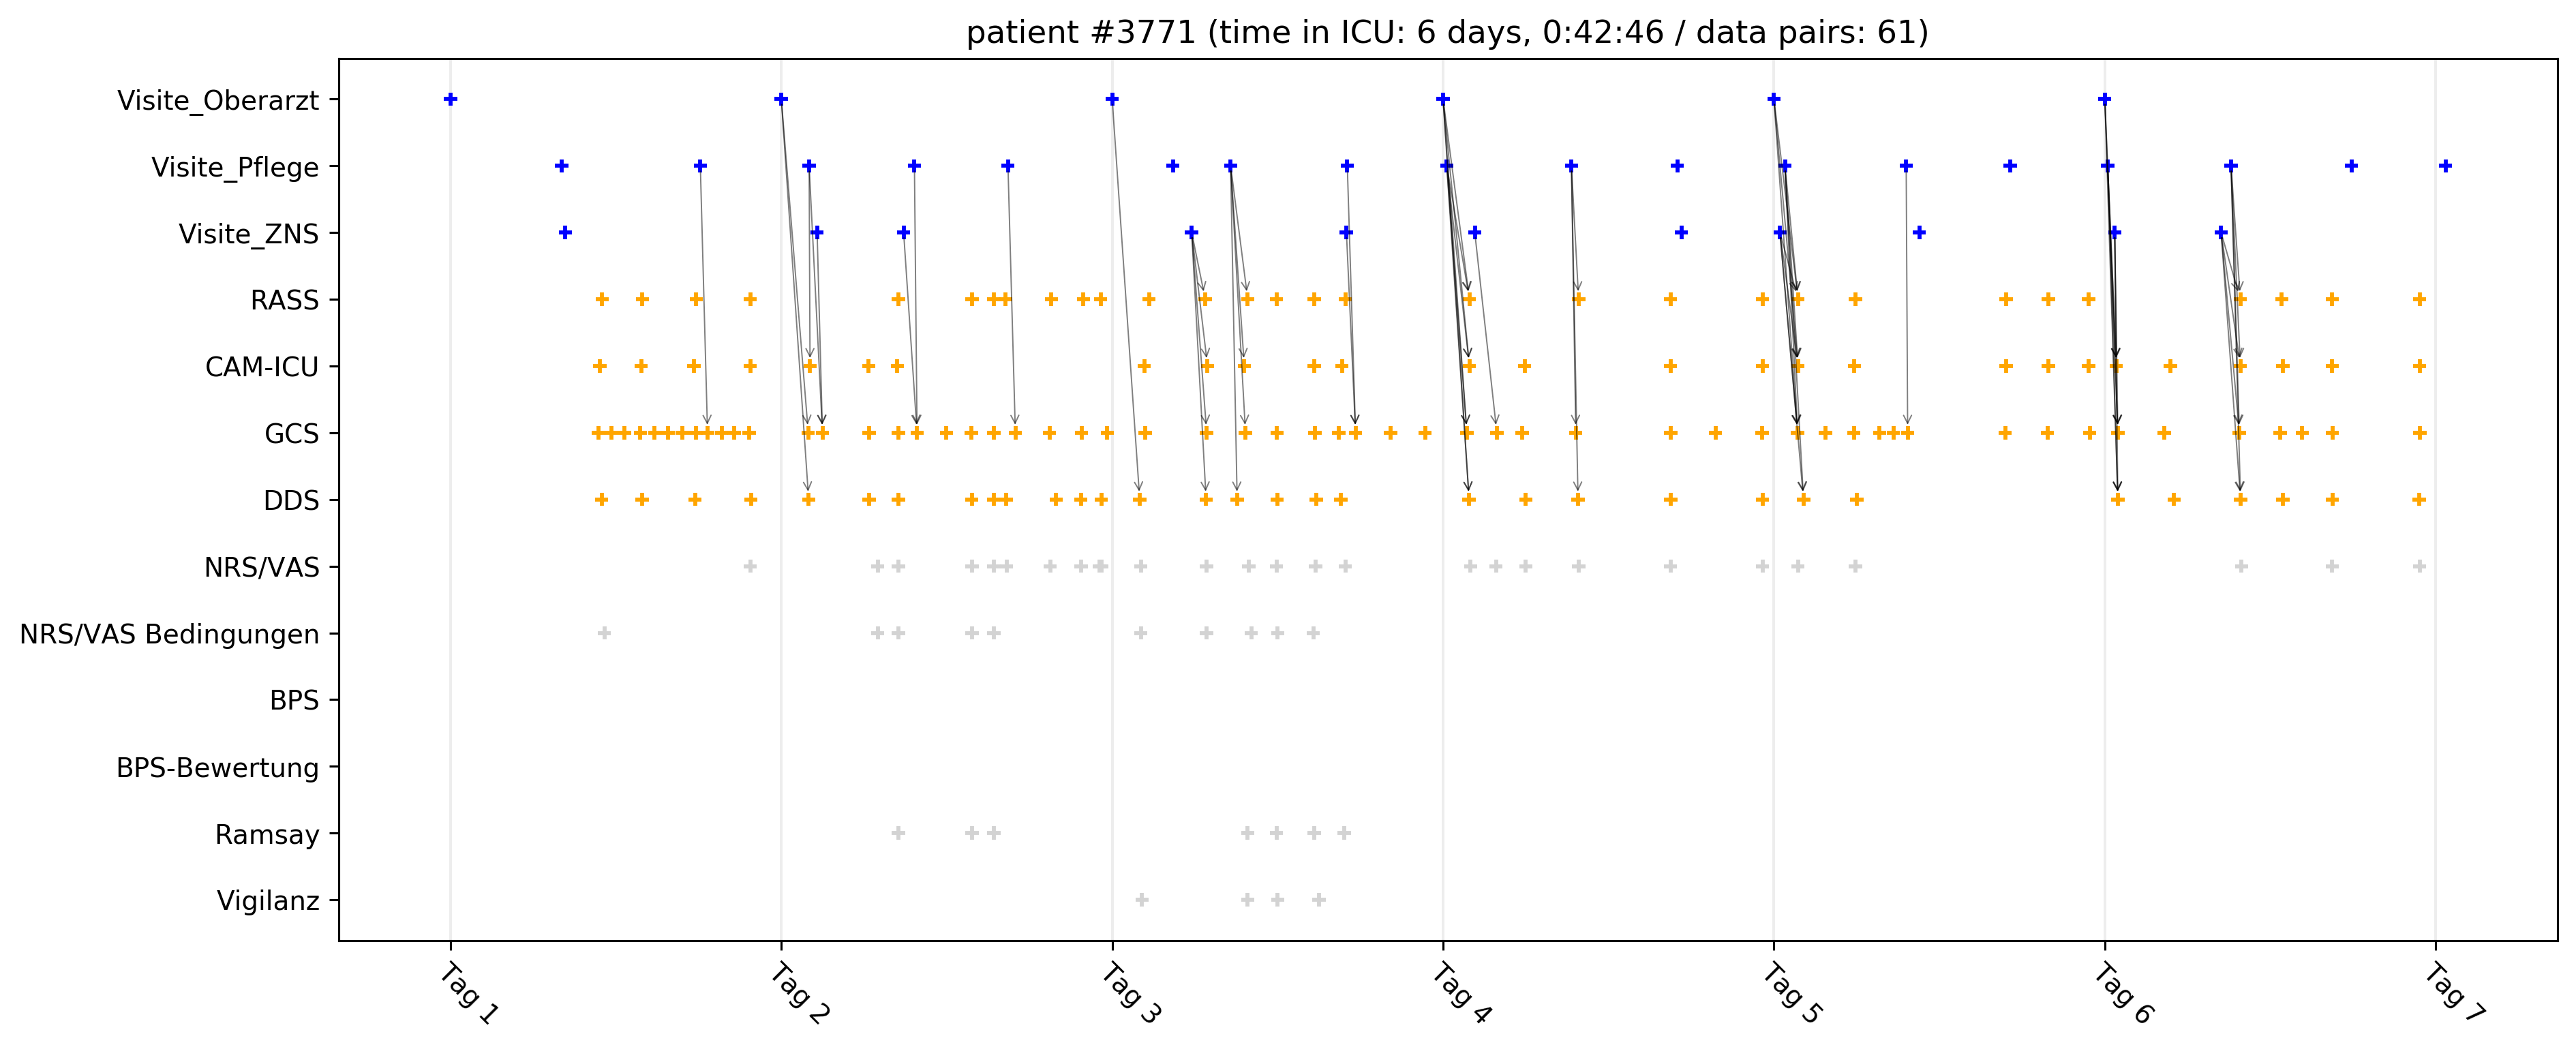 patient #3771 (time in ICU: 6 days, 0:42:46 / data pairs: 61)
Visite_Oberarzt
Visite_Pflege
Visite_ZNS
RASS
CAM-ICU
GCS
DDS
NRS/VAS
NRS/VAS Bedingungen
BPS
BPS-Bewertung
Ramsay
Vigilanz
Tag 1
Tag 2
Tag 3
Tag 4
Tag 5
Tag 6
Tag 7